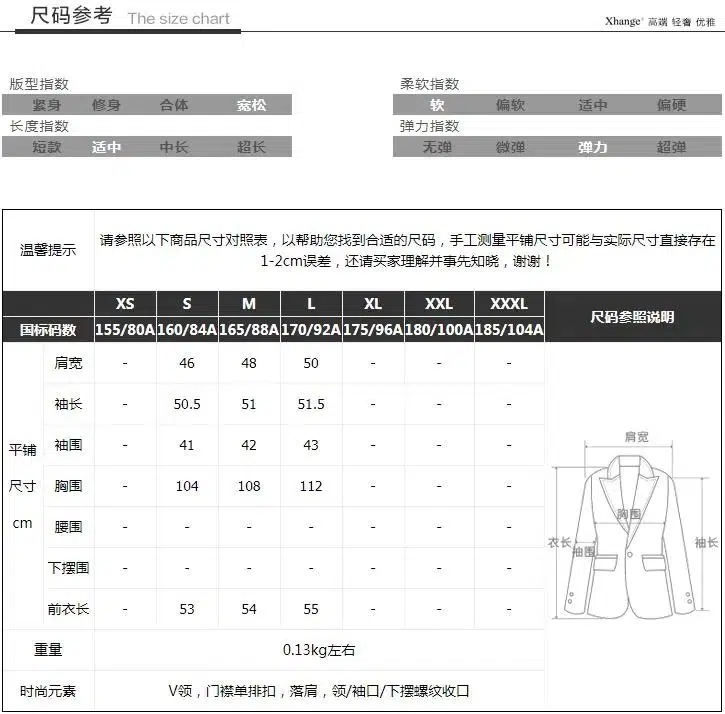 尺码参考 The size chart
Xhange® 高端 轻奢 优雅
版型指数
紧身 修身 合体 宽松
长度指数
短款 适中 中长 超长
柔软指数
软 偏软 适中 偏硬
弹力指数
无弹 微弹 弹力 超弹
温馨提示
请参照以下商品尺寸对照表，以帮助您找到合适的尺码，手工测量平铺尺寸可能与实际尺寸直接存在
1-2cm误差，还请买家理解并事先知晓，谢谢！
XS S M L XL XXL XXXL
国标码数 155/80A 160/84A 165/88A 170/92A 175/96A 180/100A 185/104A
尺码参照说明
平铺
尺寸
cm
肩宽 - 46 48 50 - - -
袖长 - 50.5 51 51.5 - - -
袖围 - 41 42 43 - - -
胸围 - 104 108 112 - - -
腰围 - - - - - - -
下摆围 - - - - - - -
前衣长 - 53 54 55 - - -
肩宽
胸围
衣长
袖围
袖长
重量 0.13kg左右
时尚元素 V领，门襟单排扣，落肩，领/袖口/下摆螺纹收口